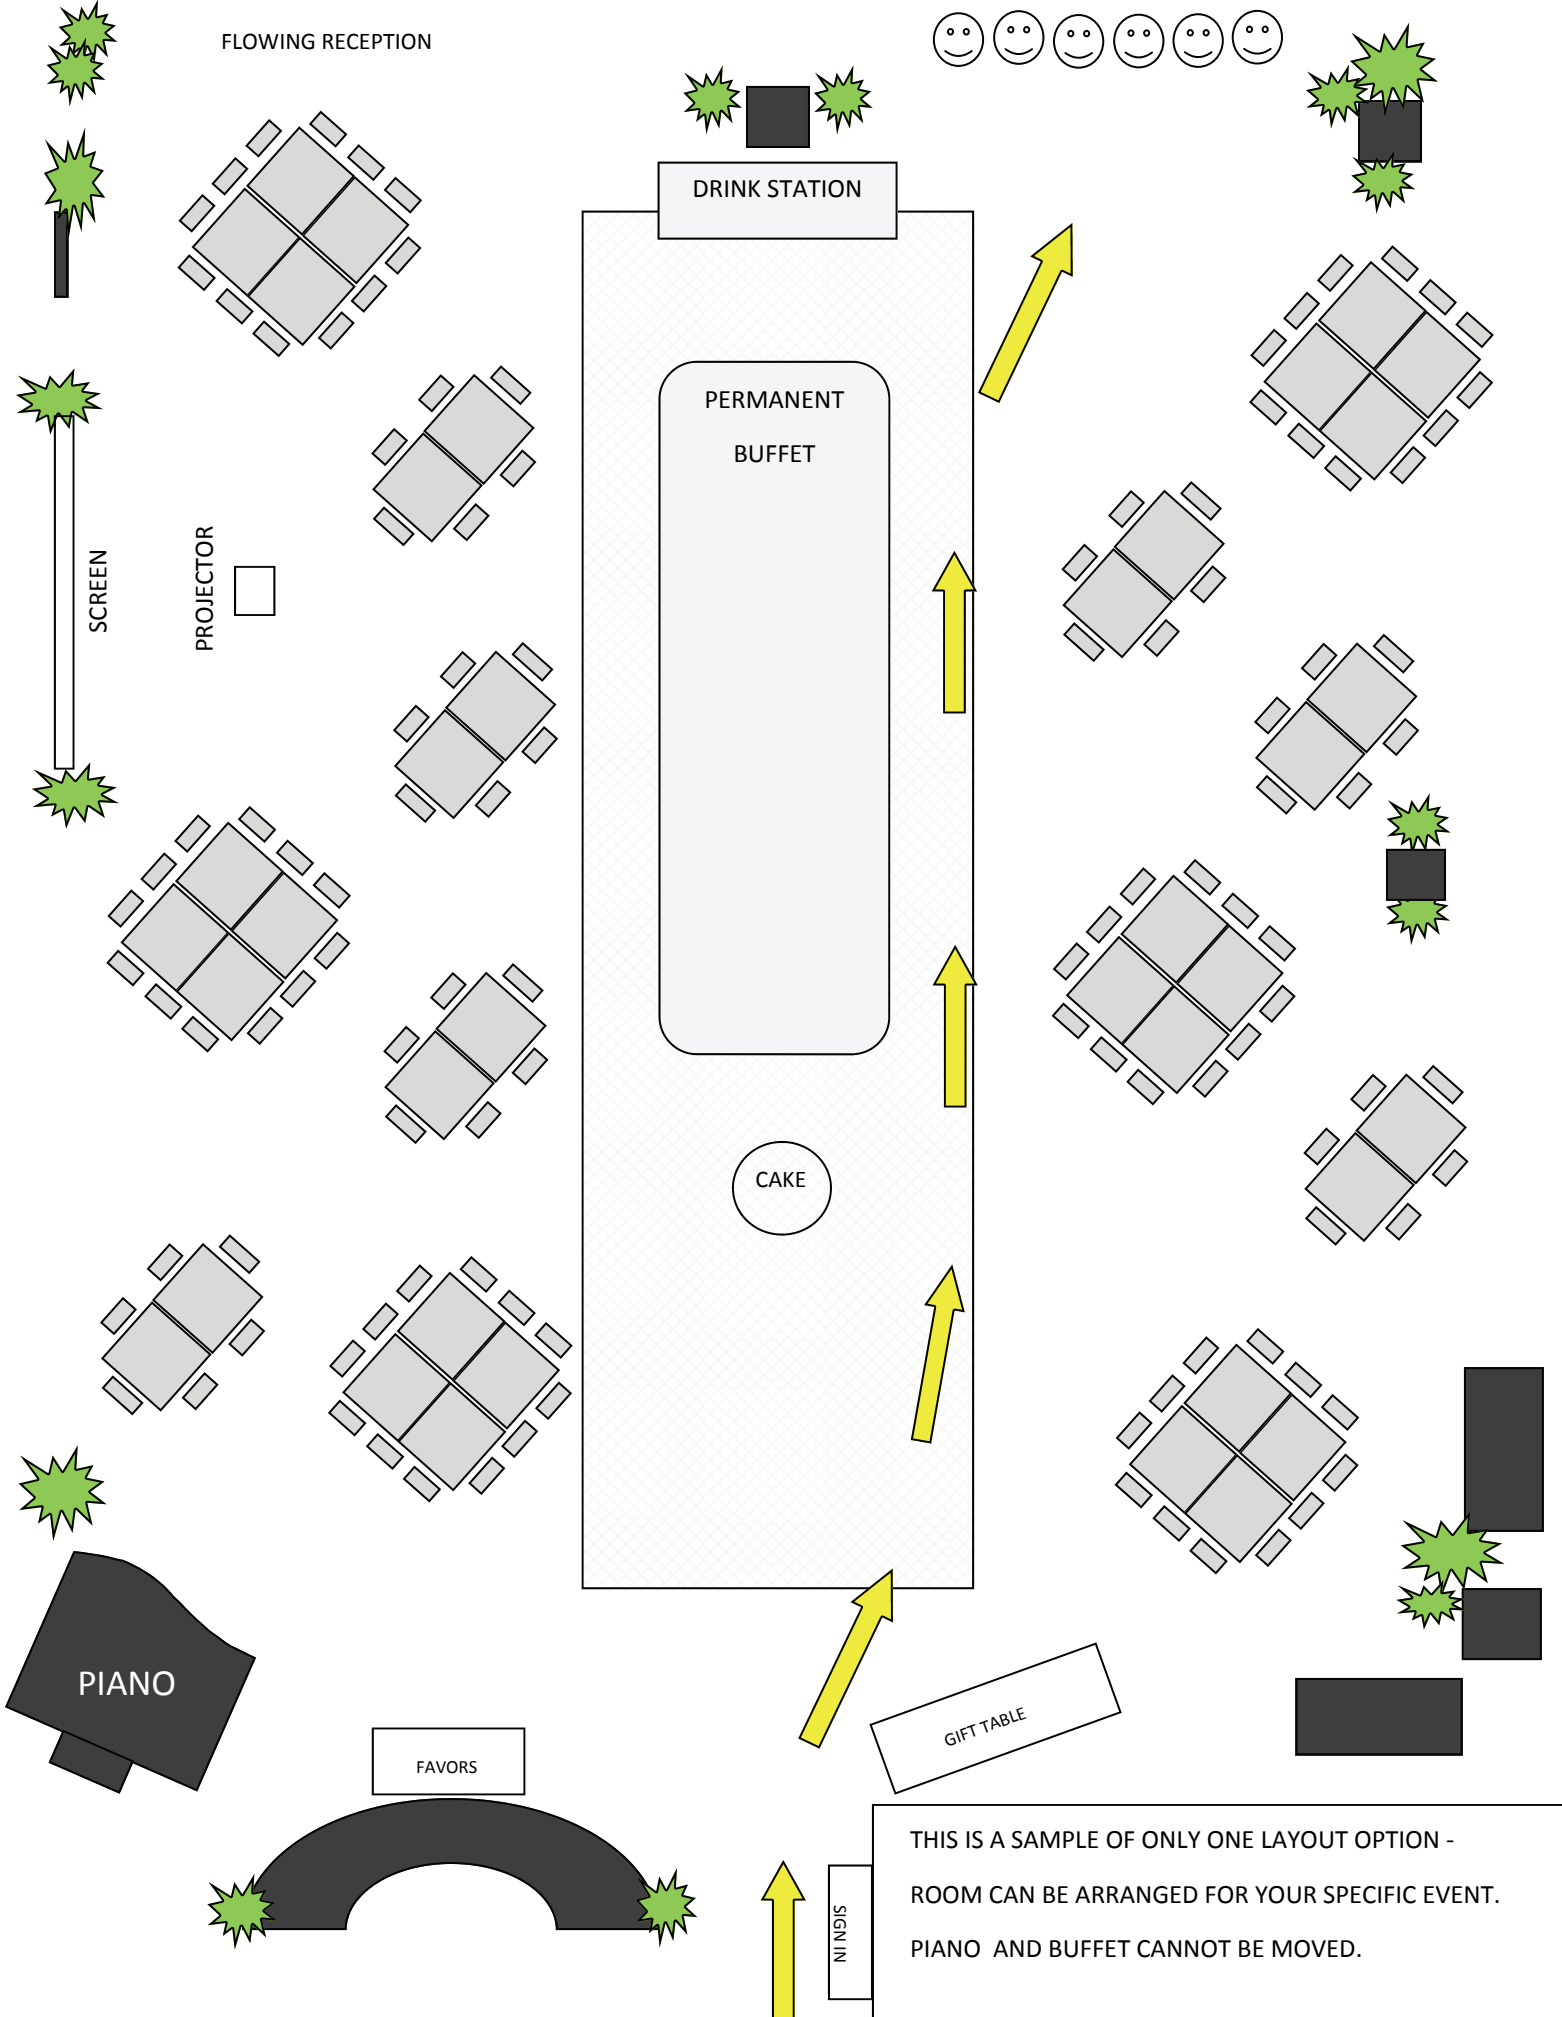 FLOWING RECEPTION
DRINK STATION
PERMANENT
BUFFET
SCREEN
PROJECTOR
CAKE
PIANO
GIFT TABLE
FAVORS
SIGN IN
THIS IS A SAMPLE OF ONLY ONE LAYOUT OPTION -
ROOM CAN BE ARRANGED FOR YOUR SPECIFIC EVENT.
PIANO  AND BUFFET CANNOT BE MOVED.